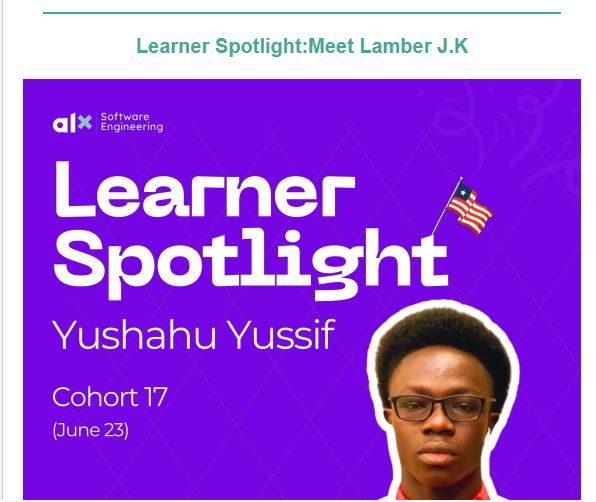 Learner Spotlight:Meet Lamber J.K
alx Software
Engineering
Learner
Spotlight
Yushahu Yussif
Cohort 17
(June 23)